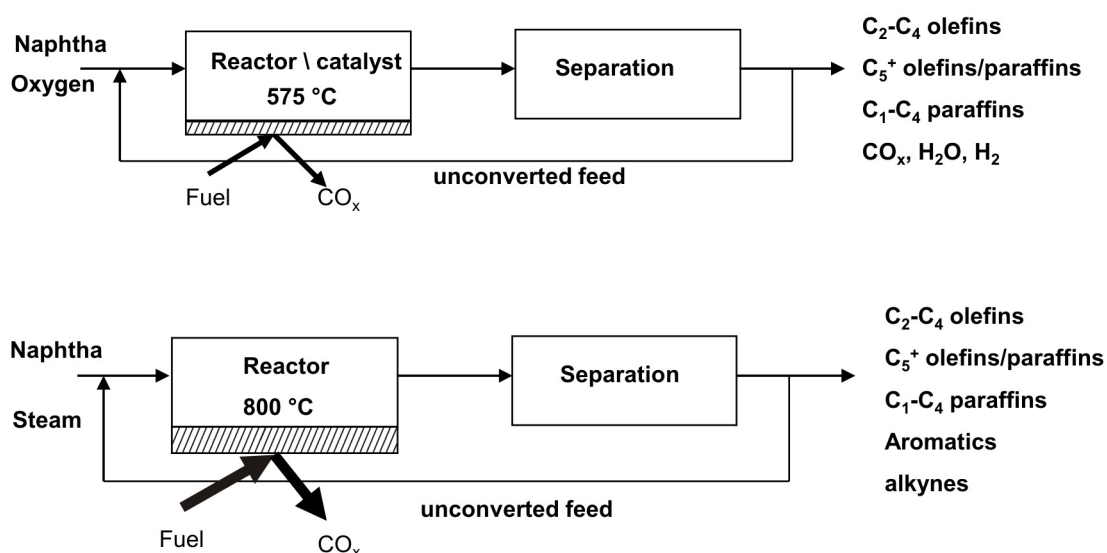 Naphtha
Oxygen
Reactor \ catalyst
575 °C
Separation
C₂-C₄ olefins
C₅⁺ olefins/paraffins
C₁-C₄ paraffins
COₓ, H₂O, H₂
unconverted feed
Fuel
COₓ
Naphtha
Steam
Reactor
800 °C
Separation
C₂-C₄ olefins
C₅⁺ olefins/paraffins
C₁-C₄ paraffins
Aromatics
alkynes
unconverted feed
Fuel
COₓ